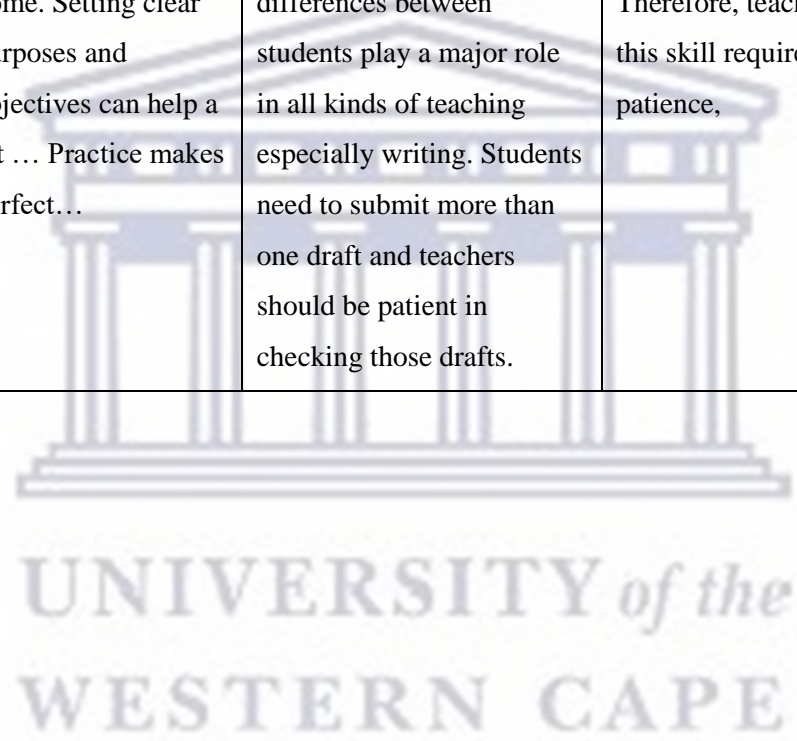 ome. Setting clear
urposes and
jectives can help a
t … Practice makes
rfect…
differences between
students play a major role
in all kinds of teaching
especially writing. Students
need to submit more than
one draft and teachers
should be patient in
checking those drafts.
Therefore, teach
this skill require
patience,
UNIVERSITY of the
WESTERN CAPE